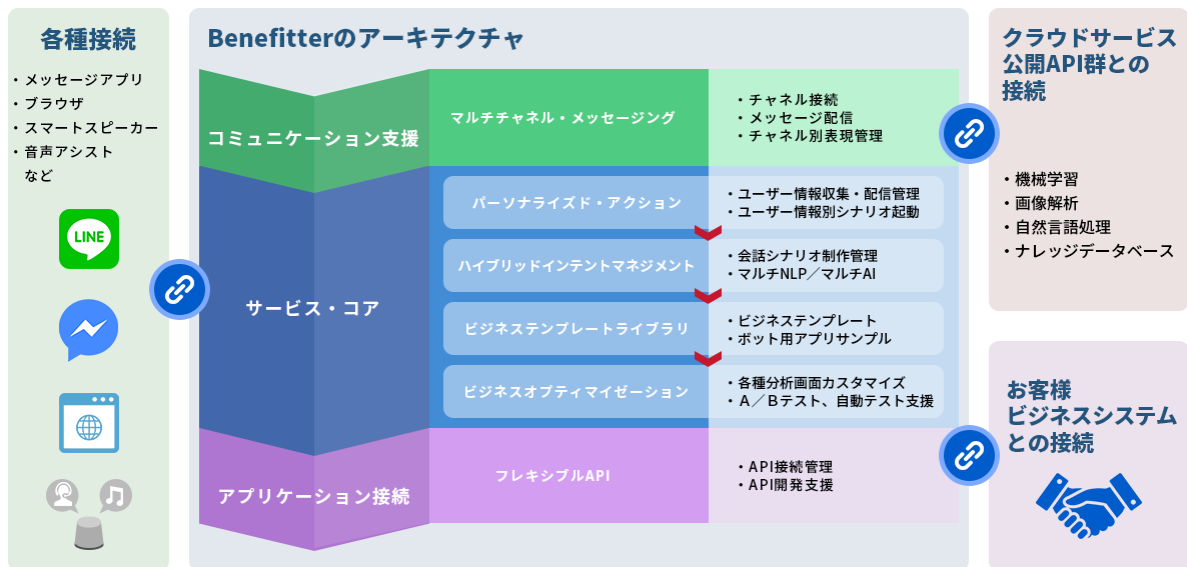 各種接続
・メッセージアプリ
・ブラウザ
・スマートスピーカー
・音声アシスト
など
LINE
Benefitterのアーキテクチャ
コミュニケーション支援
マルチチャネル・メッセージング
・チャネル接続
・メッセージ配信
・チャネル別表現管理
サービス・コア
パーソナライズド・アクション
・ユーザー情報収集・配信管理
・ユーザー情報別シナリオ起動
ハイブリッドインテントマネジメント
・会話シナリオ制作管理
・マルチNLP／マルチAI
ビジネステンプレートライブラリ
・ビジネステンプレート
・ボット用アプリサンプル
ビジネスオプティマイゼーション
・各種分析画面カスタマイズ
・Ａ／Ｂテスト、自動テスト支援
アプリケーション接続
フレキシブルAPI
・API接続管理
・API開発支援
クラウドサービス
公開API群との
接続
・機械学習
・画像解析
・自然言語処理
・ナレッジデータベース
お客様
ビジネスシステム
との接続